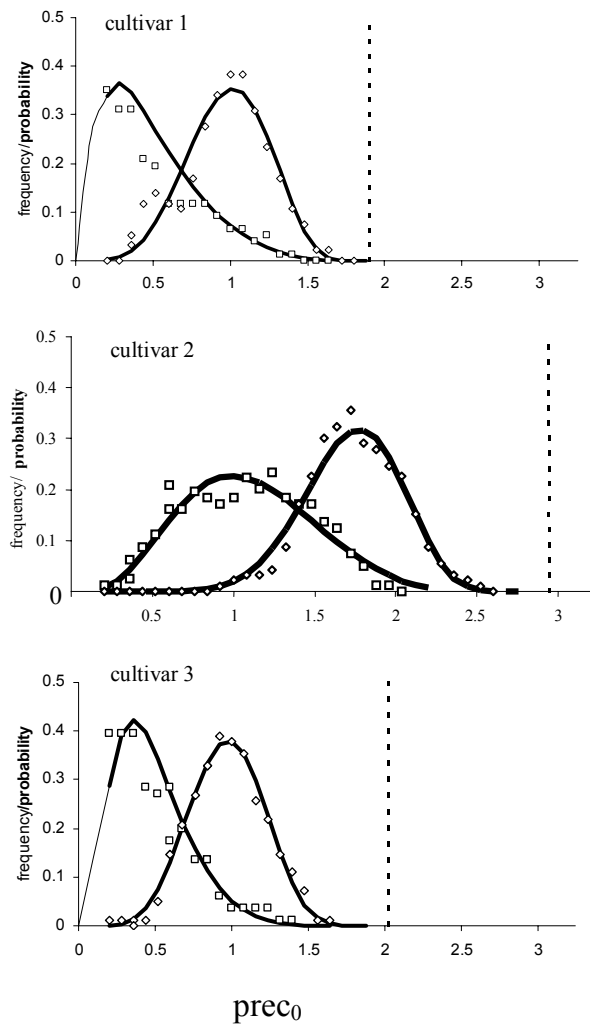 cultivar 1
frequency/probability
0.5
0.4
0.3
0.2
0.1
0
0 0.5 1 1.5 2 2.5 3
cultivar 2
frequency/ probability
0.5
0.4
0.3
0.2
0.1
0
0.5 1 1.5 2 2.5 3
cultivar 3
frequency/probability
0.5
0.4
0.3
0.2
0.1
0
0 0.5 1 1.5 2 2.5 3
prec₀